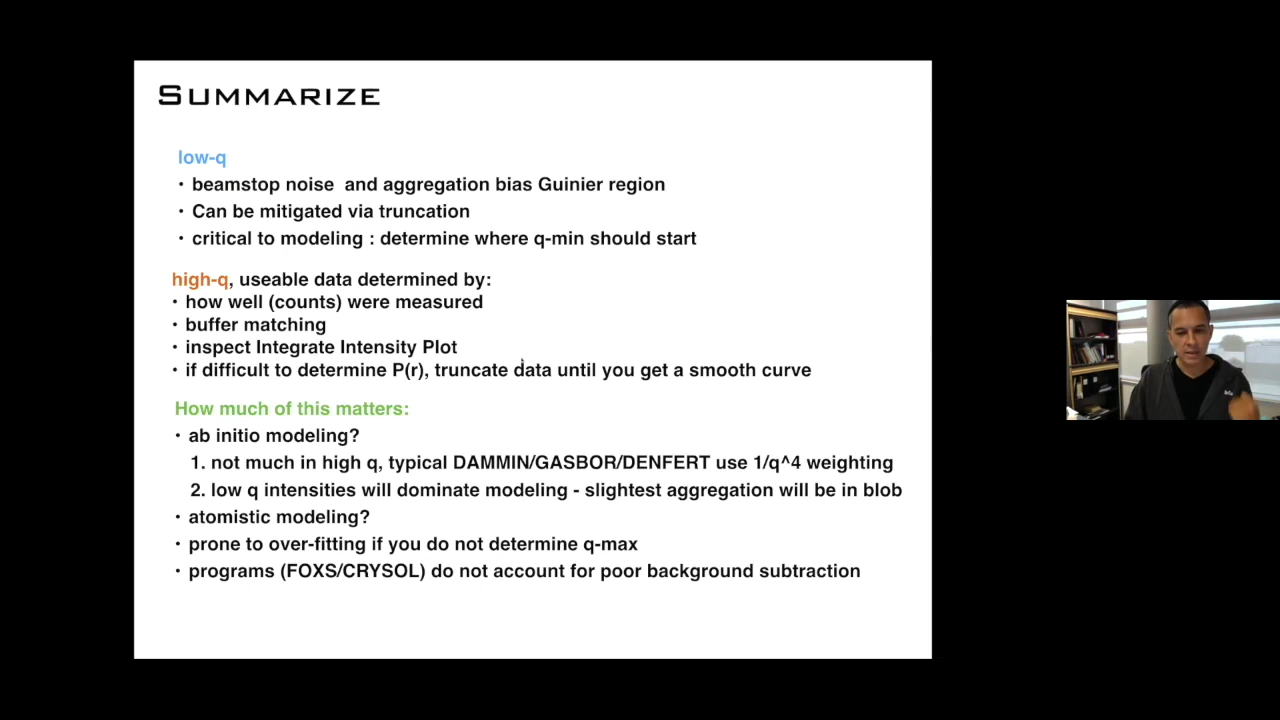 SUMMARIZE
low-q
• beamstop noise and aggregation bias Guinier region
• Can be mitigated via truncation
• critical to modeling : determine where q-min should start
high-q, useable data determined by:
• how well (counts) were measured
• buffer matching
• inspect Integrate Intensity Plot
• if difficult to determine P(r), truncate data until you get a smooth curve
How much of this matters:
• ab initio modeling?
1. not much in high q, typical DAMMIN/GASBOR/DENFERT use 1/q^4 weighting
2. low q intensities will dominate modeling - slightest aggregation will be in blob
• atomistic modeling?
• prone to over-fitting if you do not determine q-max
• programs (FOXS/CRYSOL) do not account for poor background subtraction